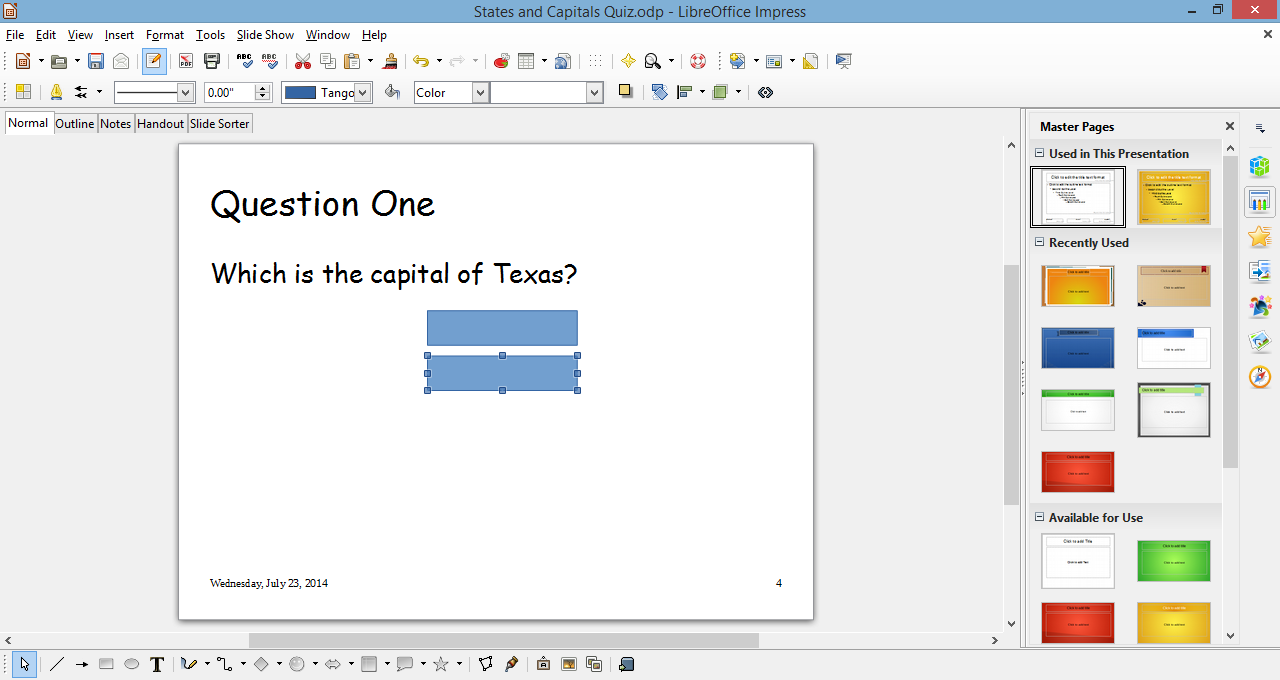 States and Capitals Quiz.odp - LibreOffice Impress
File Edit View Insert Format Tools Slide Show Window Help
0.00" Tango Color
Normal Outline Notes Handout Slide Sorter
Master Pages
Used in This Presentation
Recently Used
Available for Use
Question One
Which is the capital of Texas?
Wednesday, July 23, 2014
4